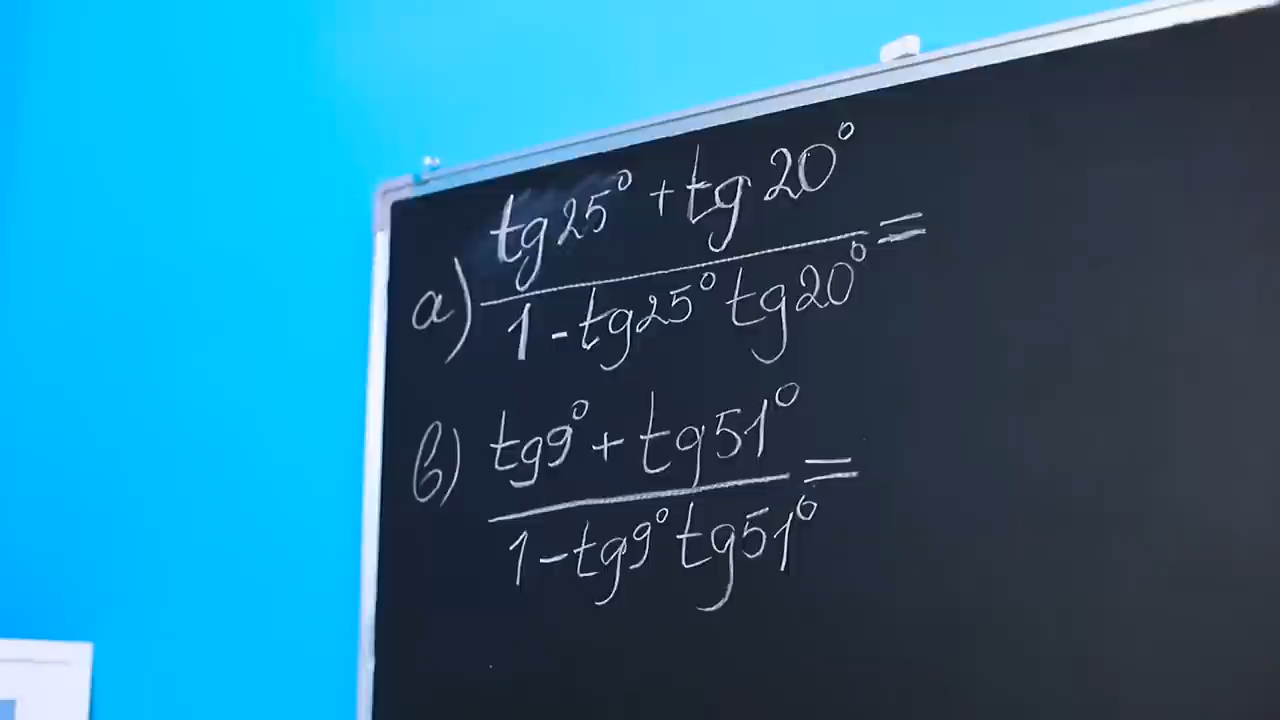 tg25° + tg20°
а) ―――――――― =
1 - tg25° tg20°
tg9° + tg51°
в) ―――――――― =
1 - tg9° tg51°